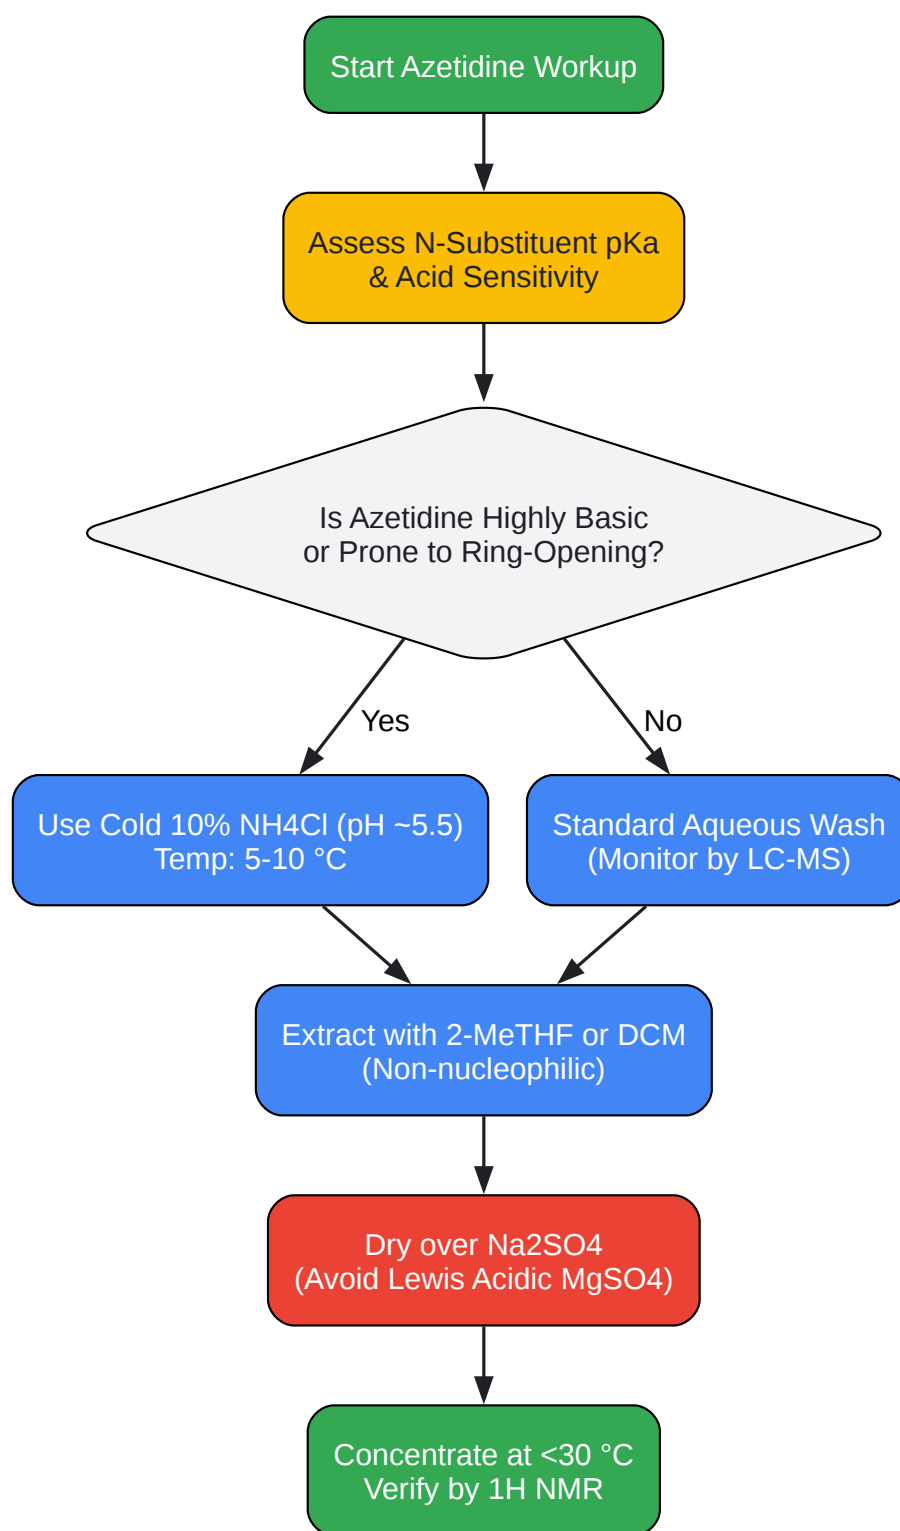 Start Azetidine Workup
Assess N-Substituent pKa
& Acid Sensitivity
Is Azetidine Highly Basic
or Prone to Ring-Opening?
Yes
No
Use Cold 10% NH4Cl (pH ~5.5)
Temp: 5-10 °C
Standard Aqueous Wash
(Monitor by LC-MS)
Extract with 2-MeTHF or DCM
(Non-nucleophilic)
Dry over Na2SO4
(Avoid Lewis Acidic MgSO4)
Concentrate at <30 °C
Verify by 1H NMR